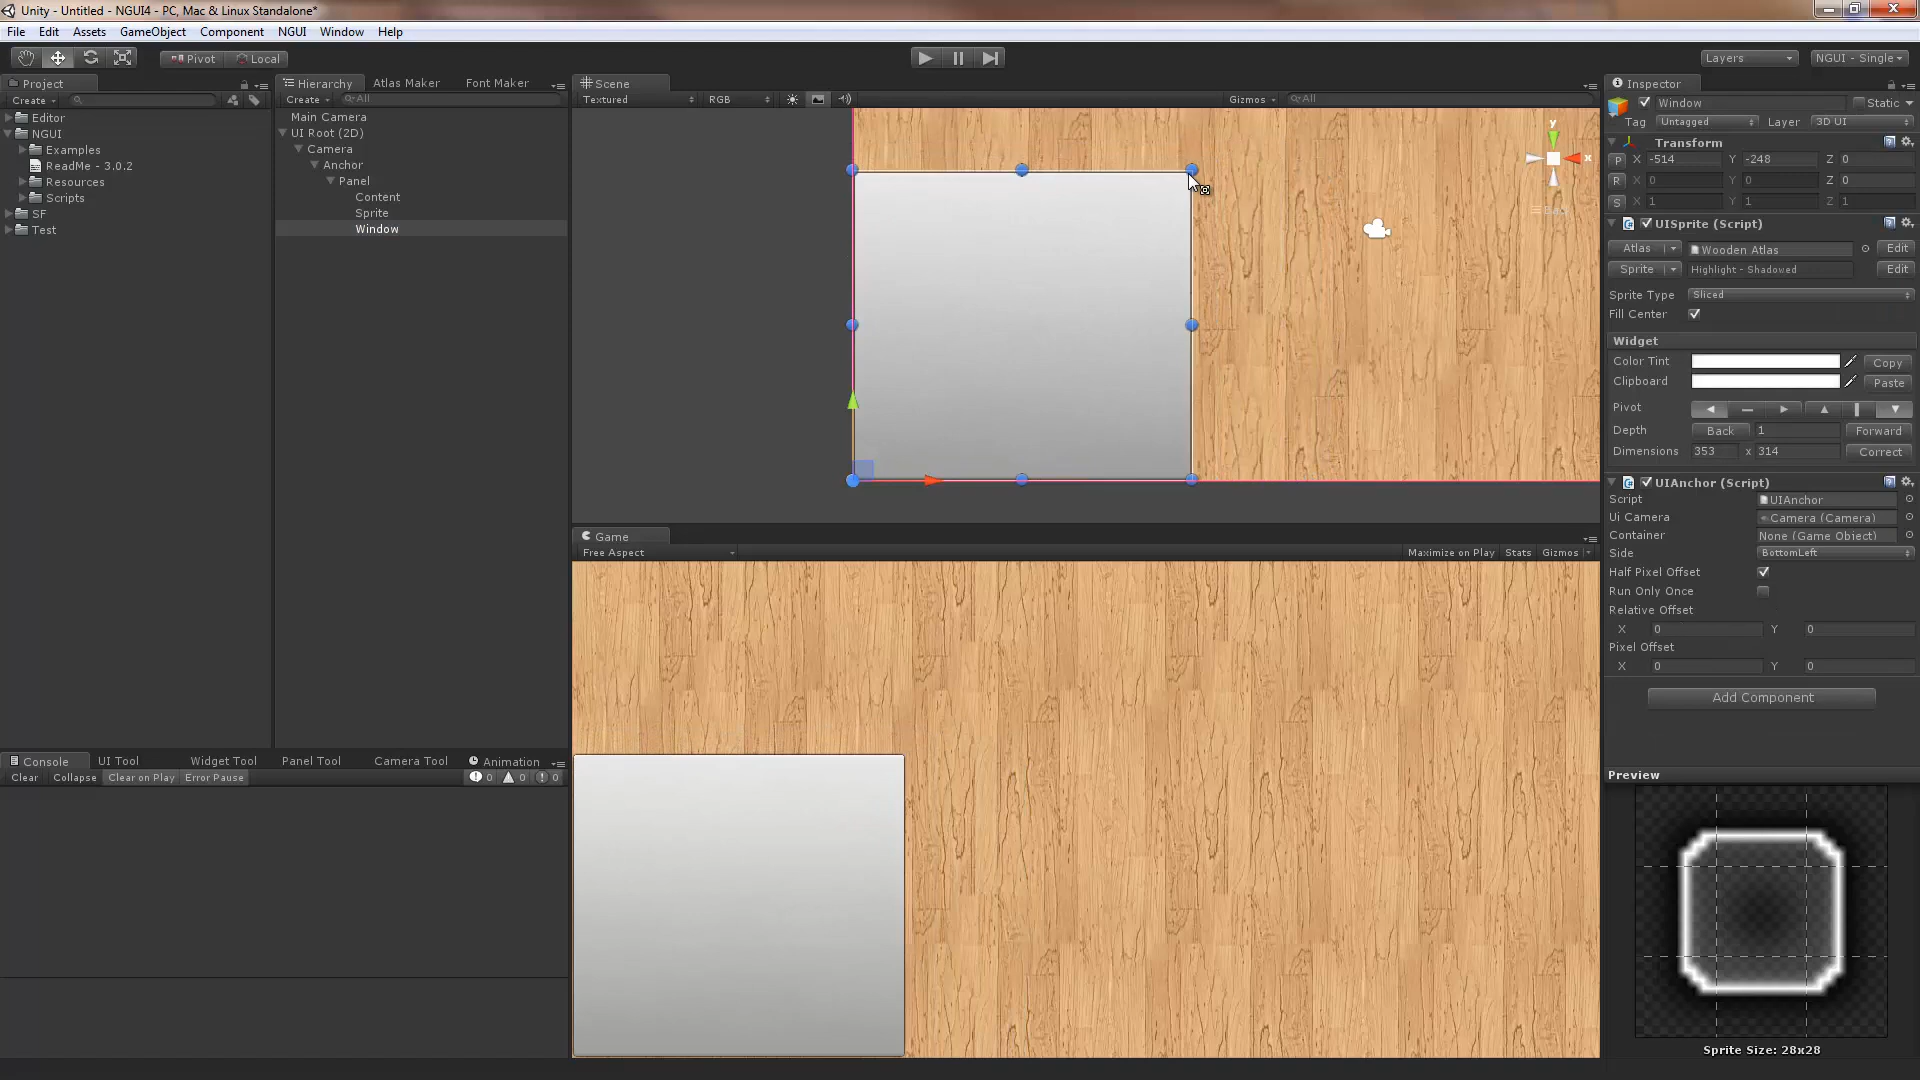 Unity - Untitled - NGUI4 - PC, Mac & Linux Standalone*
File Edit Assets GameObject Component NGUI Window Help
Pivot Local Layers NGUI - Single
Project
Create
Editor
NGUI
Examples
ReadMe - 3.0.2
Resources
Scripts
SF
Test
Hierarchy Atlas Maker Font Maker
Create All
Main Camera
UI Root (2D)
Camera
Anchor
Panel
Content
Sprite
Window
Scene
Textured RGB Gizmos All
y
x
Back
Game
Free Aspect Maximize on Play Stats Gizmos
Console UI Tool Widget Tool Panel Tool Camera Tool Animation
Clear Collapse Clear on Play Error Pause 0 0 0
Inspector
Window Static
Tag Untagged Layer 3D UI
Transform
P X -514 Y -248 Z 0
R X 0 Y 0 Z 0
S X 1 Y 1 Z 1
UISprite (Script)
Atlas Wooden Atlas Edit
Sprite Highlight - Shadowed Edit
Sprite Type Sliced
Fill Center
Widget
Color Tint Copy
Clipboard Paste
Pivot
Depth Back 1 Forward
Dimensions 353 x 314 Correct
UIAnchor (Script)
Script UIAnchor
Ui Camera Camera (Camera)
Container None (Game Object)
Side BottomLeft
Half Pixel Offset
Run Only Once
Relative Offset
X 0 Y 0
Pixel Offset
X 0 Y 0
Add Component
Preview
Sprite Size: 28x28